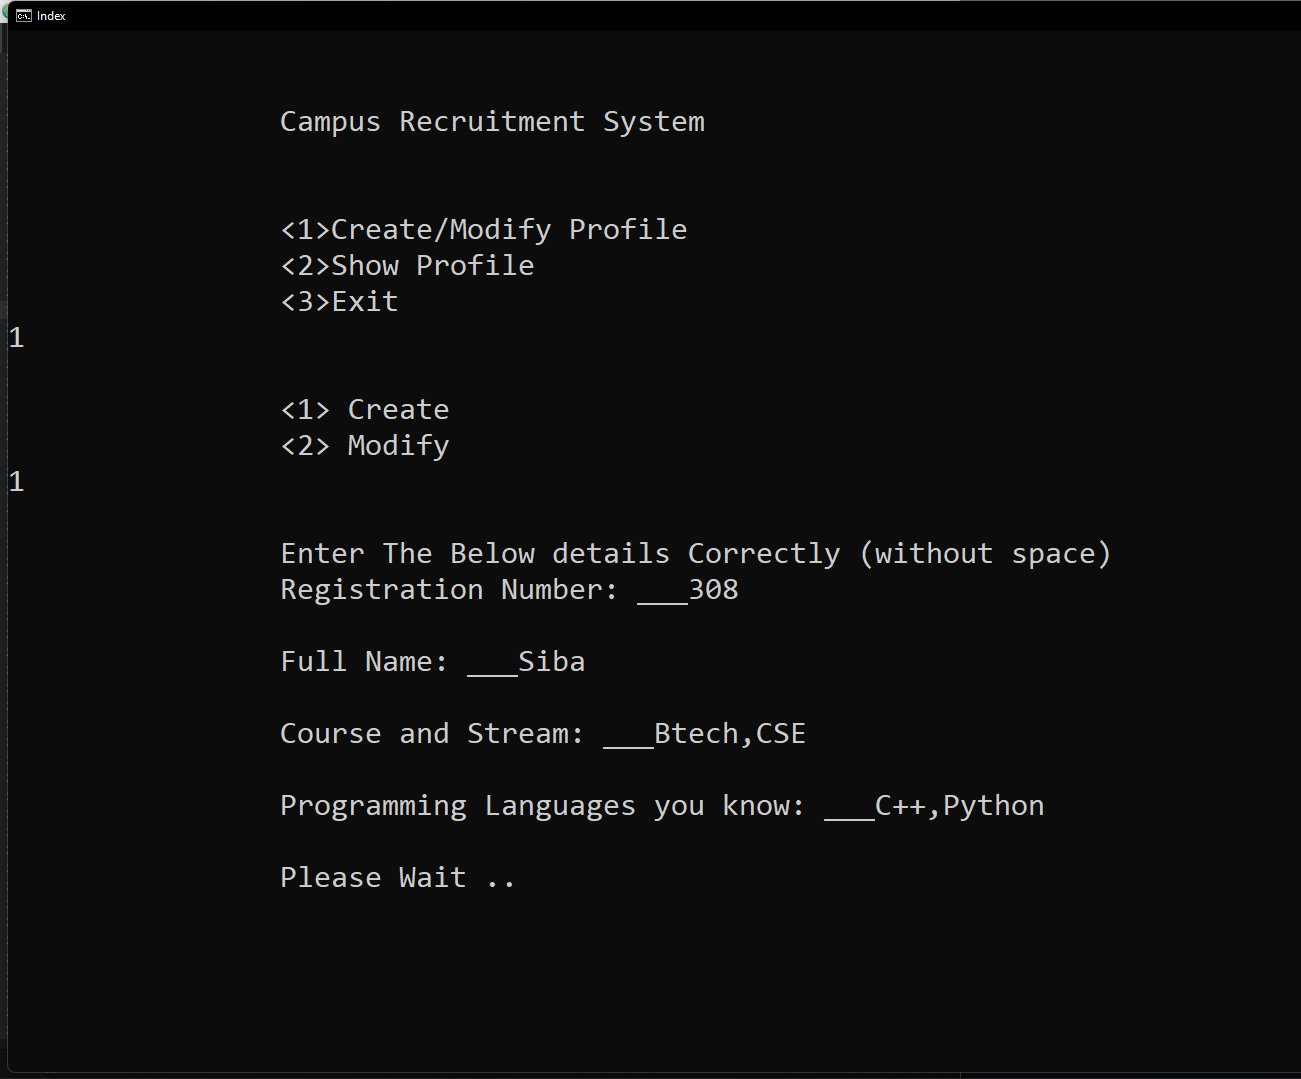 Index
Campus Recruitment System
<1>Create/Modify Profile
<2>Show Profile
<3>Exit
1
<1> Create
<2> Modify
1
Enter The Below details Correctly (without space)
Registration Number: ___308
Full Name: ___Siba
Course and Stream: ___Btech,CSE
Programming Languages you know: ___C++,Python
Please Wait ..